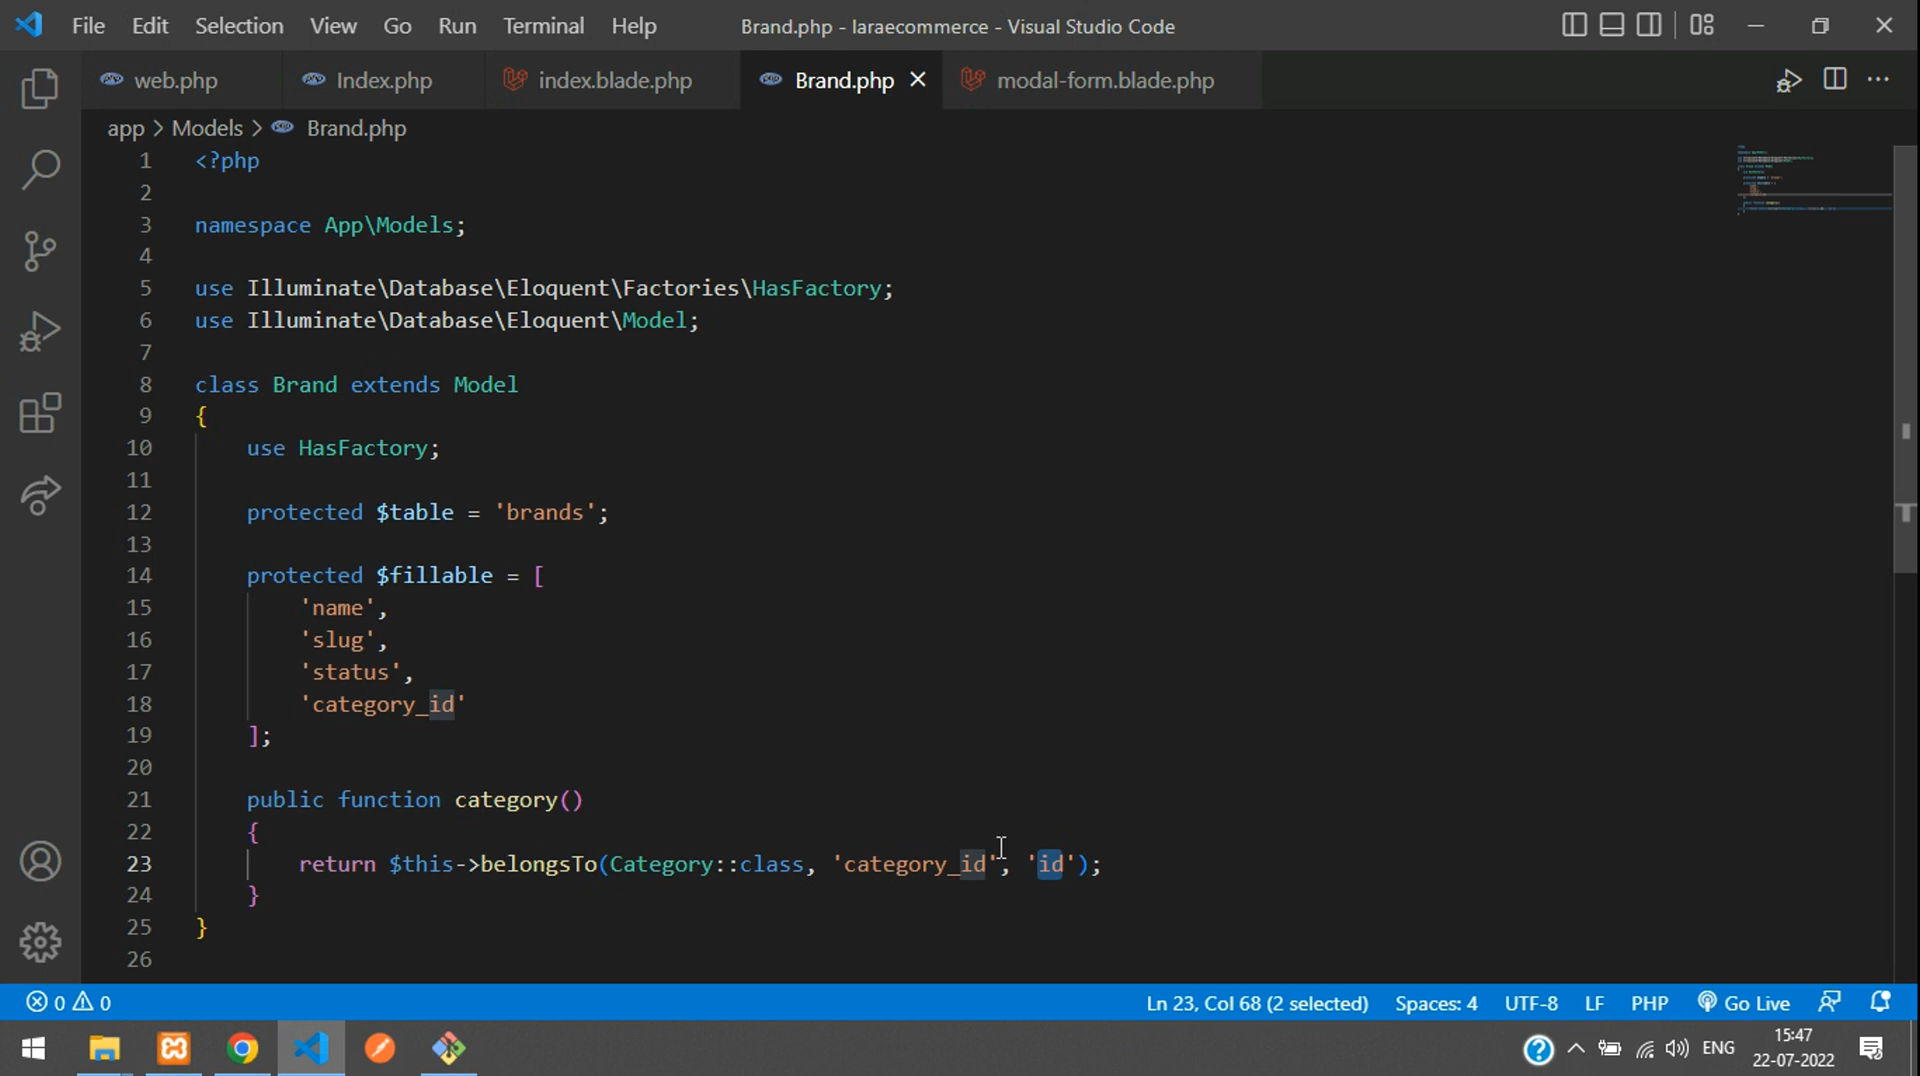 File Edit Selection View Go Run Terminal Help Brand.php - laraecommerce - Visual Studio Code
web.php Index.php index.blade.php Brand.php modal-form.blade.php
app > Models > Brand.php
1 <?php
2
3 namespace App\Models;
4
5 use Illuminate\Database\Eloquent\Factories\HasFactory;
6 use Illuminate\Database\Eloquent\Model;
7
8 class Brand extends Model
9 {
10 use HasFactory;
11
12 protected $table = 'brands';
13
14 protected $fillable = [
15 'name',
16 'slug',
17 'status',
18 'category_id'
19 ];
20
21 public function category()
22 {
23 return $this->belongsTo(Category::class, 'category_id', 'id');
24 }
25 }
26
0 0 Ln 23, Col 68 (2 selected) Spaces: 4 UTF-8 LF PHP Go Live
ENG 15:47
22-07-2022